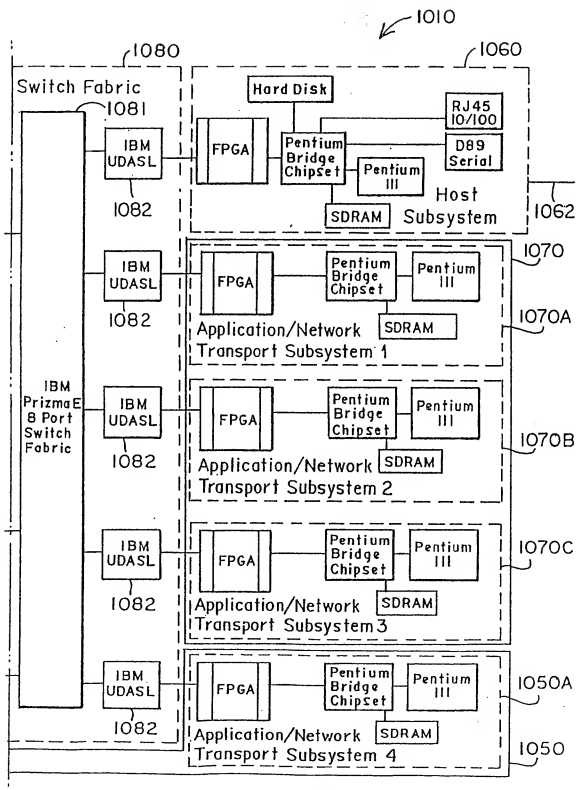 1010
1080
1060
Switch Fabric
1081
Hard Disk
RJ45
10/100
IBM
UDASL
FPGA
Pentium
Bridge
Chipset
D89
Serial
Pentium
III
1082
Host
Subsystem
SDRAM
1062
1070
IBM
UDASL
FPGA
Pentium
Bridge
Chipset
Pentium
III
1082
SDRAM
1070A
Application/Network
Transport Subsystem 1
IBM
PrizmaE
8 Port
Switch
Fabric
IBM
UDASL
FPGA
Pentium
Bridge
Chipset
Pentium
III
1082
SDRAM
1070B
Application/Network
Transport Subsystem 2
IBM
UDASL
FPGA
Pentium
Bridge
Chipset
Pentium
III
1070C
1082
SDRAM
Application/Network
Transport Subsystem 3
IBM
UDASL
FPGA
Pentium
Bridge
Chipset
Pentium
III
1050A
1082
SDRAM
Application/Network
Transport Subsystem 4
1050